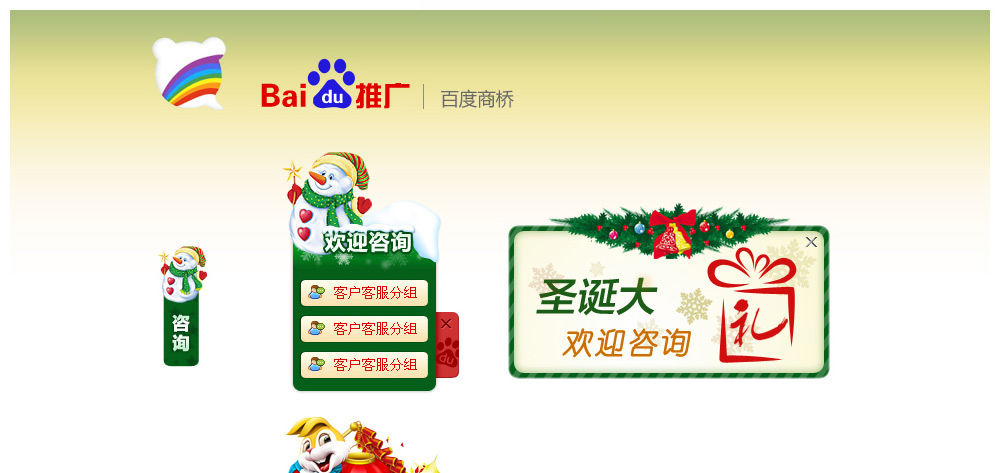 Bai du 推广 | 百度商桥
欢迎咨询
咨询
客户客服分组
客户客服分组
客户客服分组
du
圣诞大
礼
欢迎咨询